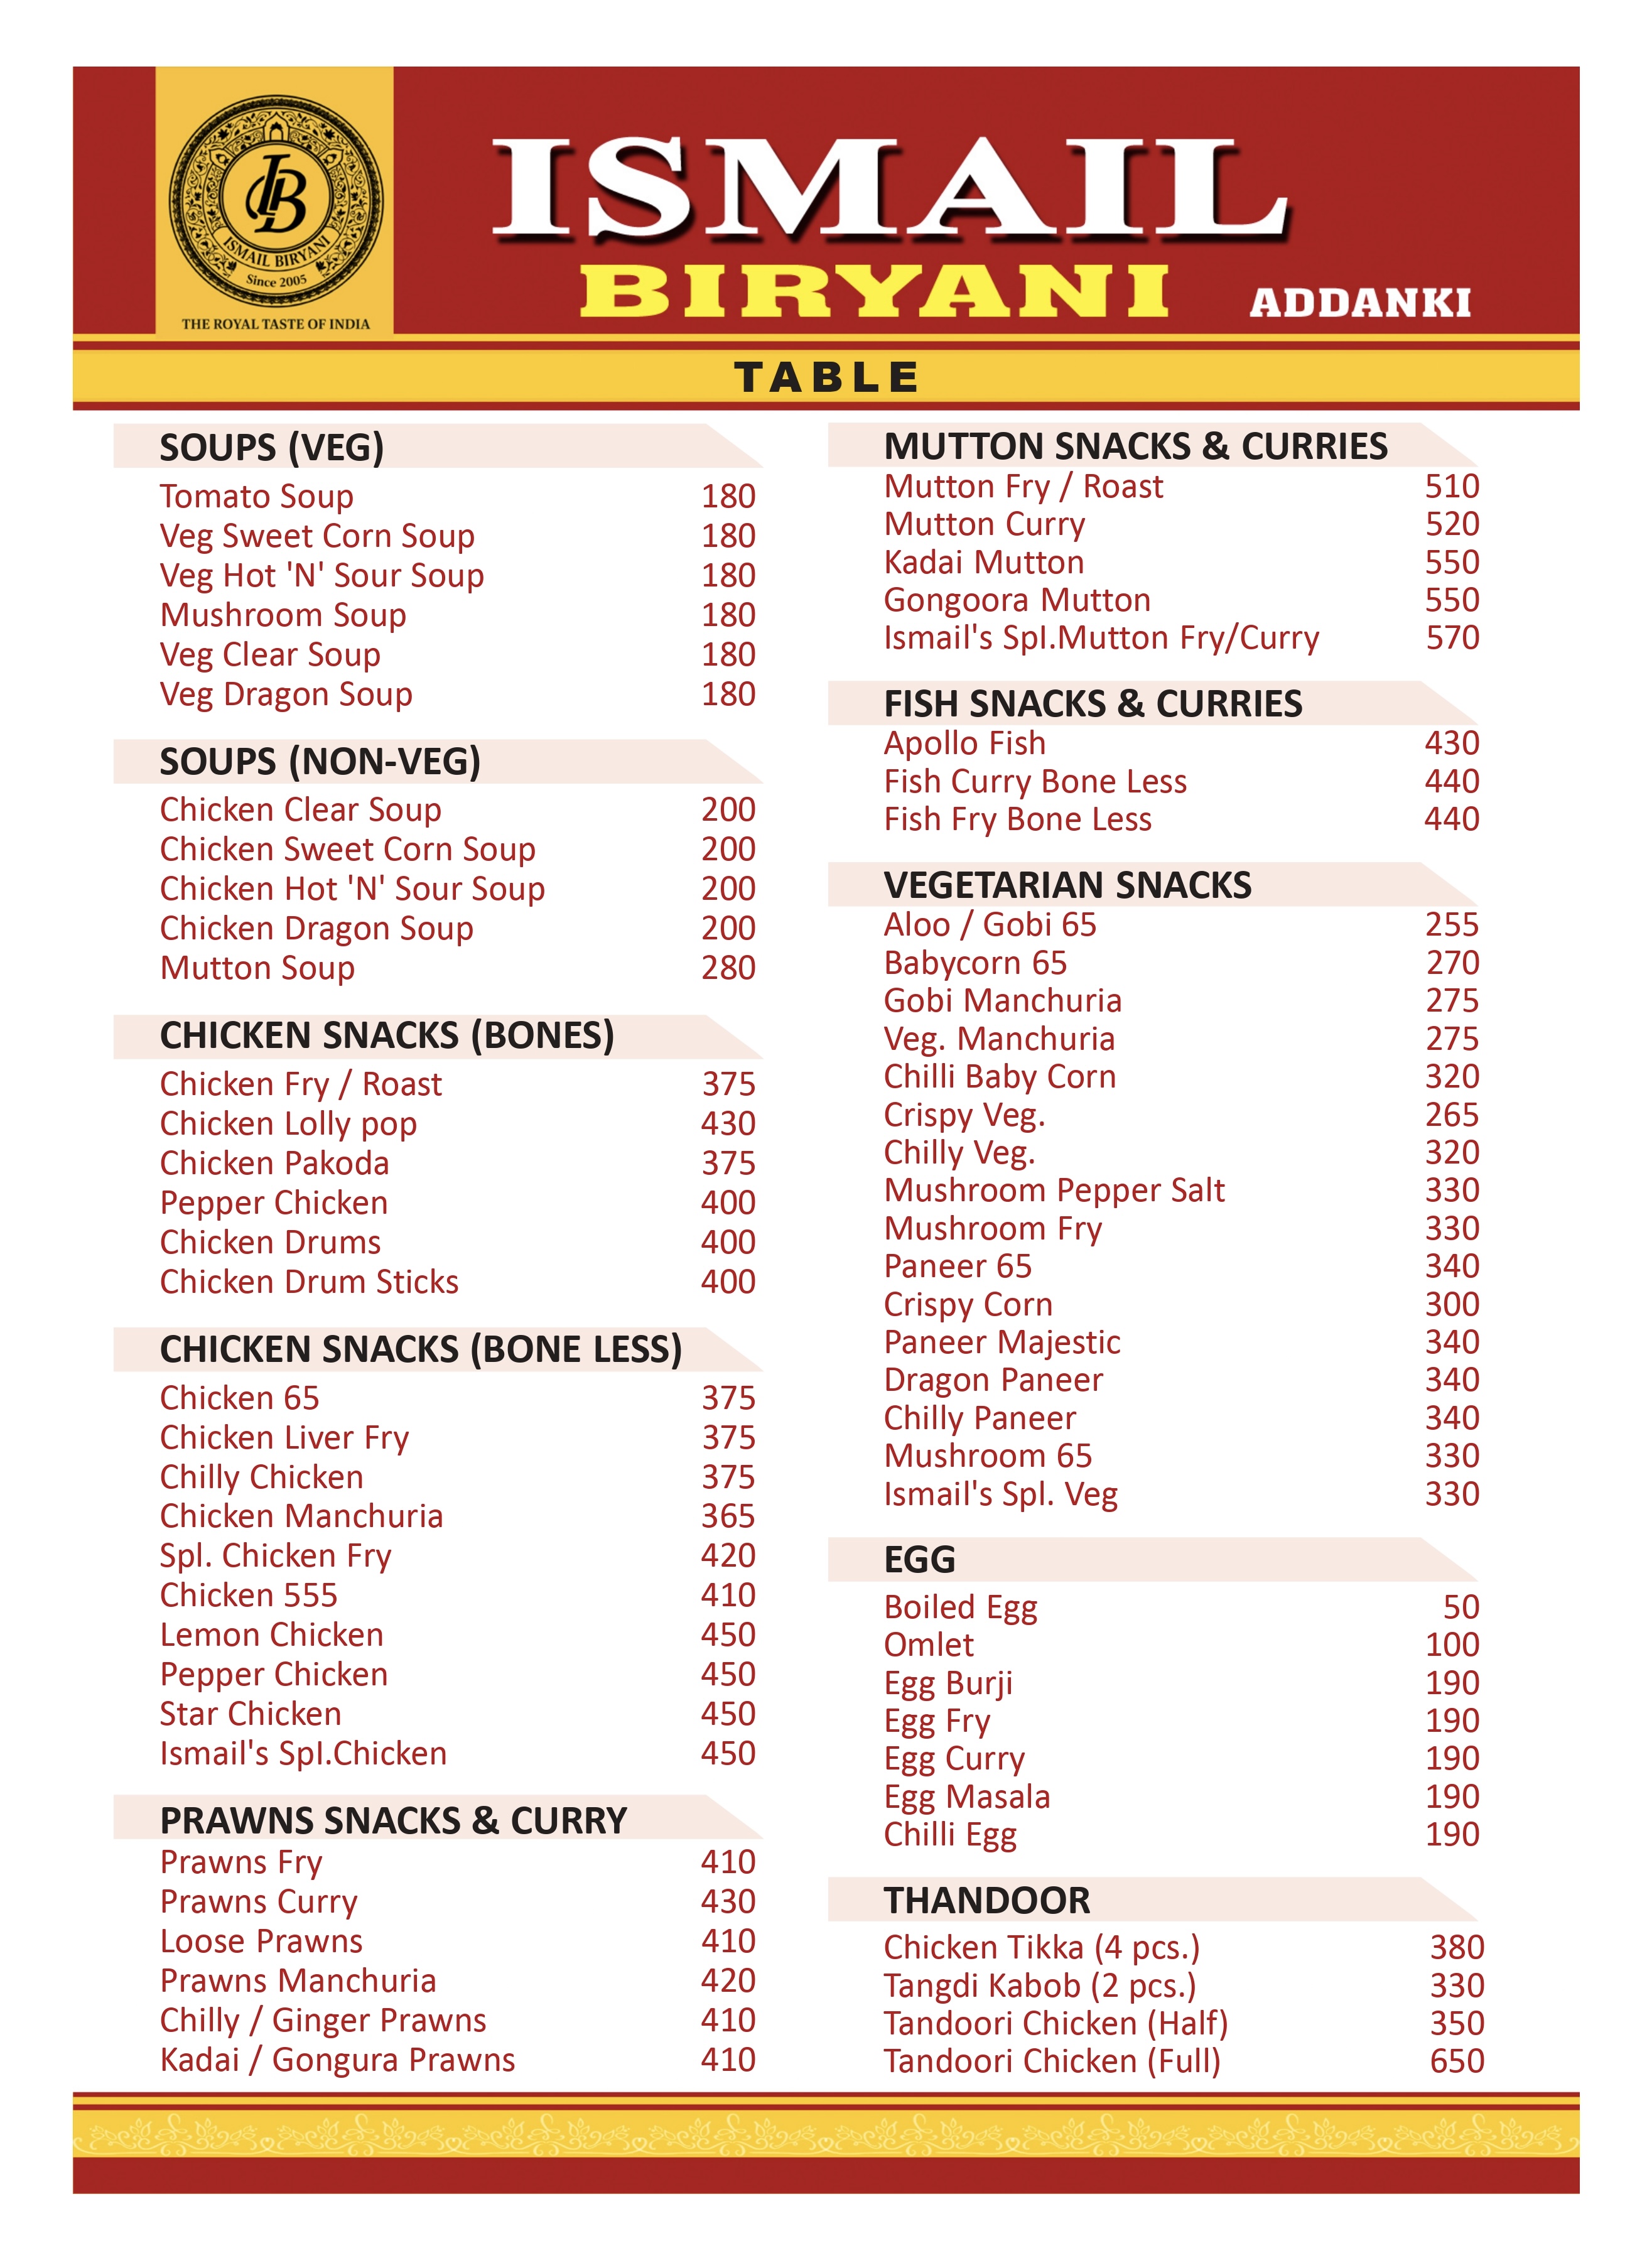 IB
ISMAIL BIRYANI
Since 2005
THE ROYAL TASTE OF INDIA
ISMAIL
BIRYANI
ADDANKI
TABLE
SOUPS (VEG)
Tomato Soup 180
Veg Sweet Corn Soup 180
Veg Hot 'N' Sour Soup 180
Mushroom Soup 180
Veg Clear Soup 180
Veg Dragon Soup 180
SOUPS (NON-VEG)
Chicken Clear Soup 200
Chicken Sweet Corn Soup 200
Chicken Hot 'N' Sour Soup 200
Chicken Dragon Soup 200
Mutton Soup 280
CHICKEN SNACKS (BONES)
Chicken Fry / Roast 375
Chicken Lolly pop 430
Chicken Pakoda 375
Pepper Chicken 400
Chicken Drums 400
Chicken Drum Sticks 400
CHICKEN SNACKS (BONE LESS)
Chicken 65 375
Chicken Liver Fry 375
Chilly Chicken 375
Chicken Manchuria 365
Spl. Chicken Fry 420
Chicken 555 410
Lemon Chicken 450
Pepper Chicken 450
Star Chicken 450
Ismail's Spl.Chicken 450
PRAWNS SNACKS & CURRY
Prawns Fry 410
Prawns Curry 430
Loose Prawns 410
Prawns Manchuria 420
Chilly / Ginger Prawns 410
Kadai / Gongura Prawns 410
MUTTON SNACKS & CURRIES
Mutton Fry / Roast 510
Mutton Curry 520
Kadai Mutton 550
Gongoora Mutton 550
Ismail's Spl.Mutton Fry/Curry 570
FISH SNACKS & CURRIES
Apollo Fish 430
Fish Curry Bone Less 440
Fish Fry Bone Less 440
VEGETARIAN SNACKS
Aloo / Gobi 65 255
Babycorn 65 270
Gobi Manchuria 275
Veg. Manchuria 275
Chilli Baby Corn 320
Crispy Veg. 265
Chilly Veg. 320
Mushroom Pepper Salt 330
Mushroom Fry 330
Paneer 65 340
Crispy Corn 300
Paneer Majestic 340
Dragon Paneer 340
Chilly Paneer 340
Mushroom 65 330
Ismail's Spl. Veg 330
EGG
Boiled Egg 50
Omlet 100
Egg Burji 190
Egg Fry 190
Egg Curry 190
Egg Masala 190
Chilli Egg 190
THANDOOR
Chicken Tikka (4 pcs.) 380
Tangdi Kabob (2 pcs.) 330
Tandoori Chicken (Half) 350
Tandoori Chicken (Full) 650